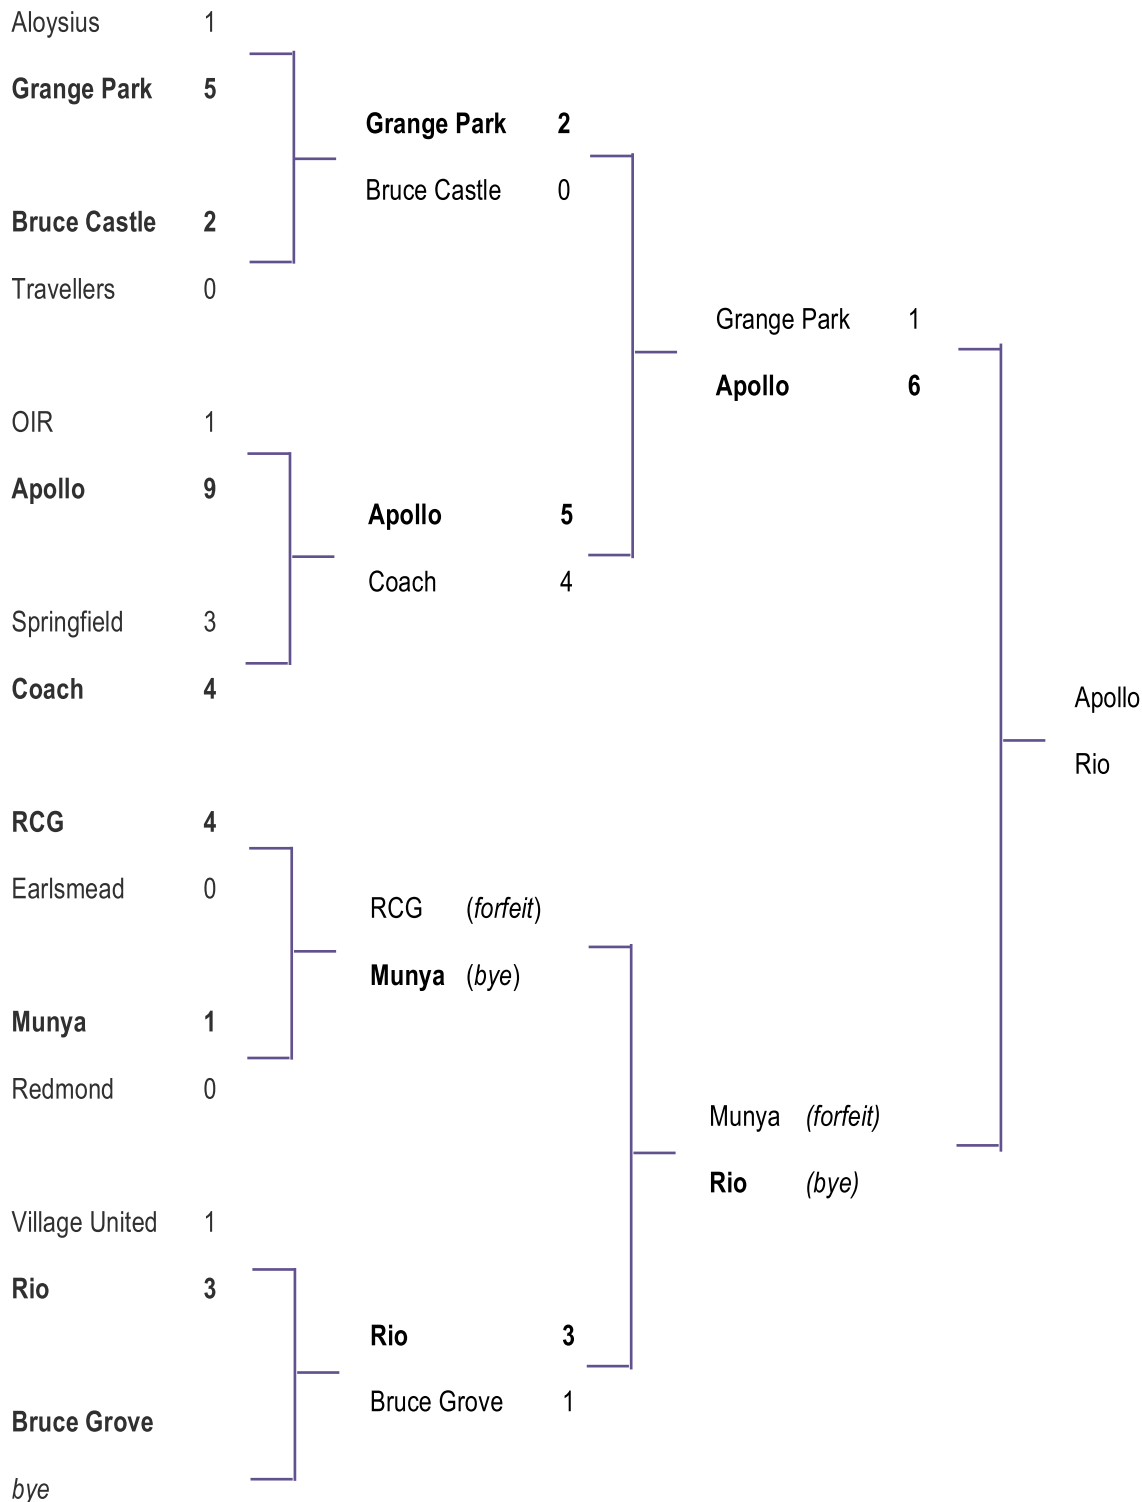 Aloysius 1
Grange Park 5
Bruce Castle 2
Travellers 0
OIR 1
Apollo 9
Springfield 3
Coach 4
RCG 4
Earlsmead 0
Munya 1
Redmond 0
Village United 1
Rio 3
Bruce Grove
bye
Grange Park 2
Bruce Castle 0
Apollo 5
Coach 4
RCG (forfeit)
Munya (bye)
Rio 3
Bruce Grove 1
Grange Park 1
Apollo 6
Munya (forfeit)
Rio (bye)
Apollo
Rio